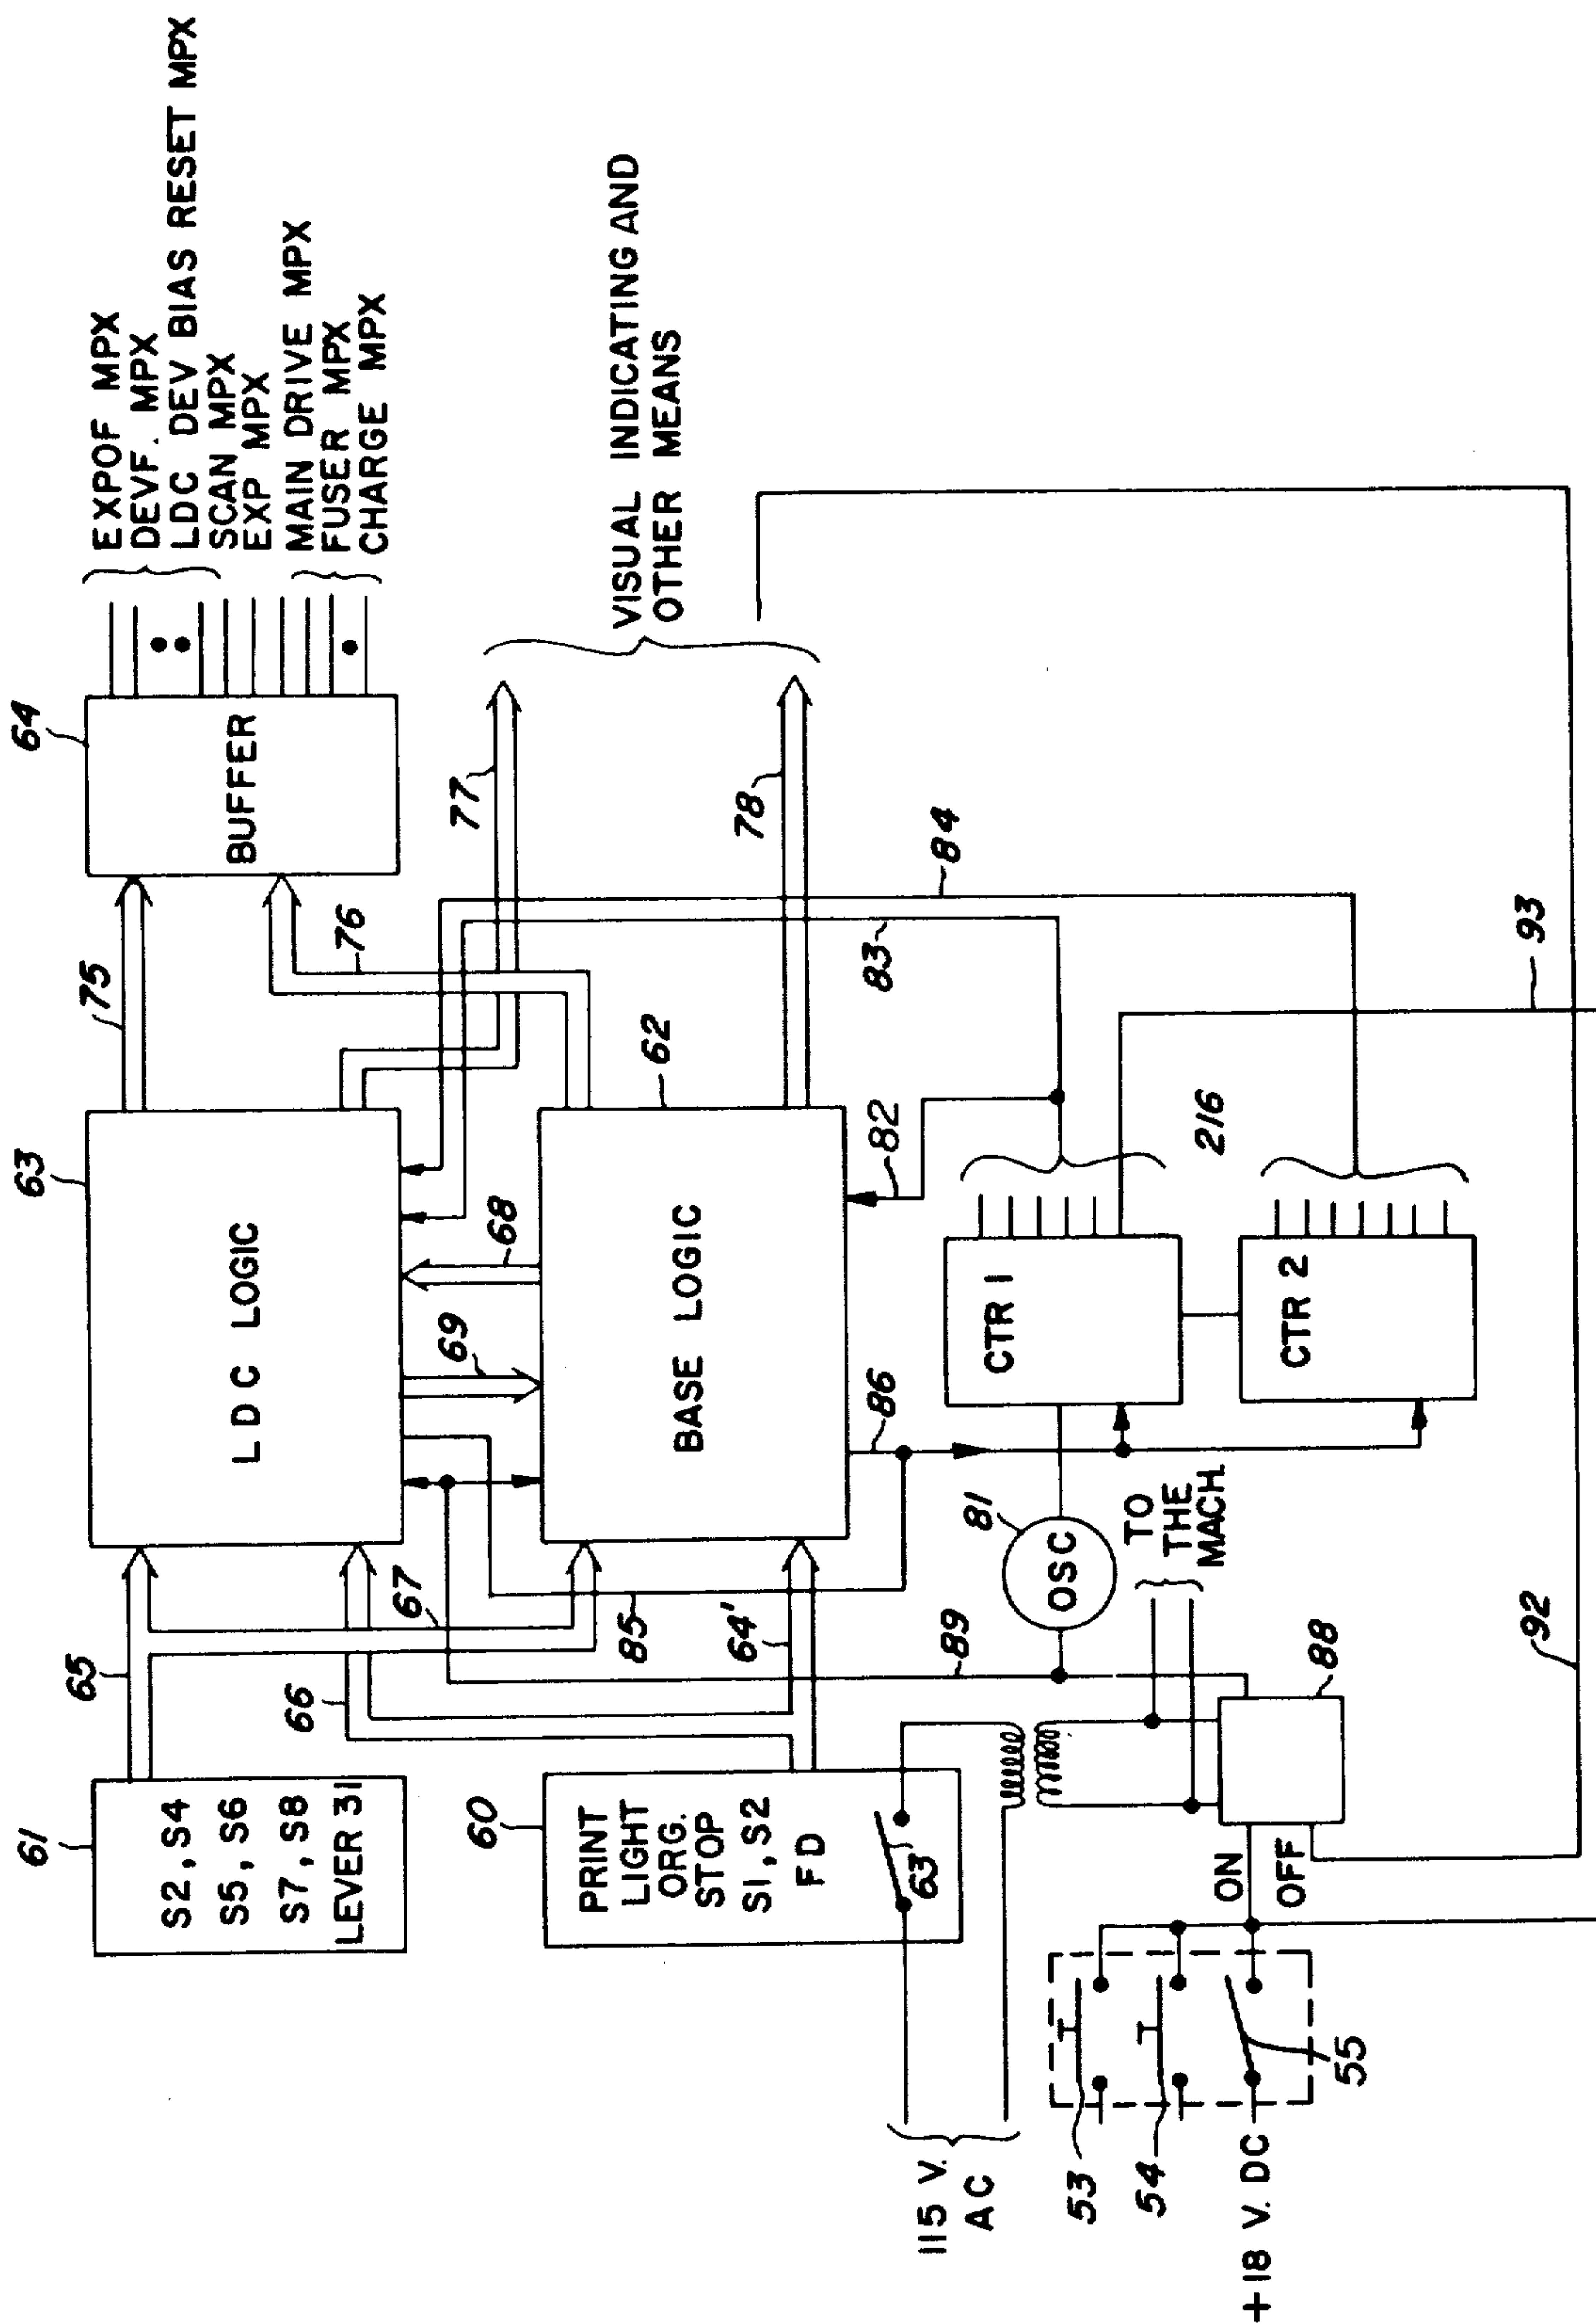 61
S2, S4
S5, S6
S7, S8
LEVER 31
65
66
67
63
LDC LOGIC
75
64
BUFFER
EXPOF MPX
DEVF. MPX
LDC DEV BIAS RESET MPX
SCAN MPX
EXP MPX
MAIN DRIVE MPX
FUSER MPX
CHARGE MPX
60
PRINT
LIGHT
ORG.
STOP
S1, S2
FD
63
85
64'
69
68
62
BASE LOGIC
76
77
78
VISUAL INDICATING AND
OTHER MEANS
82
83
84
86
89
81
OSC
CTR 1
CTR 2
216
93
92
115 V.
AC
TO
THE
MACH.
88
ON
OFF
53
54
55
+18 V. DC